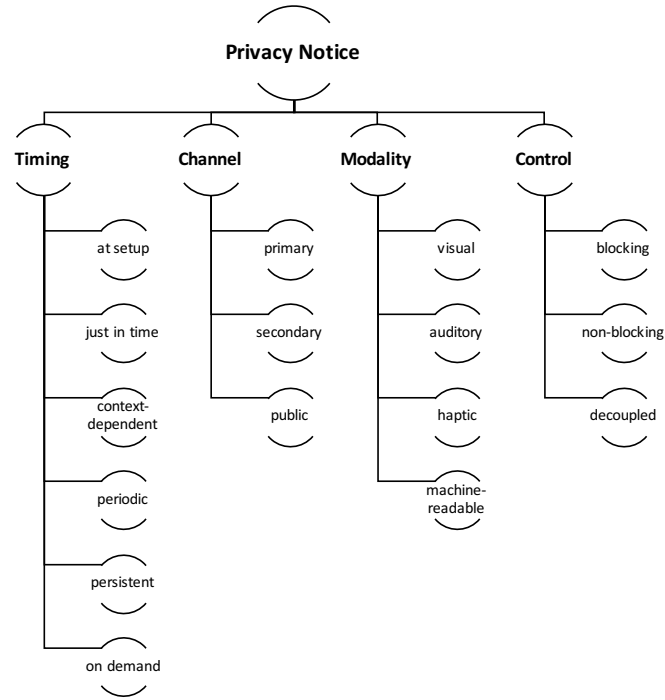 Privacy Notice
Timing
at setup
just in time
context-
dependent
periodic
persistent
on demand
Channel
primary
secondary
public
Modality
visual
auditory
haptic
machine-
readable
Control
blocking
non-blocking
decoupled